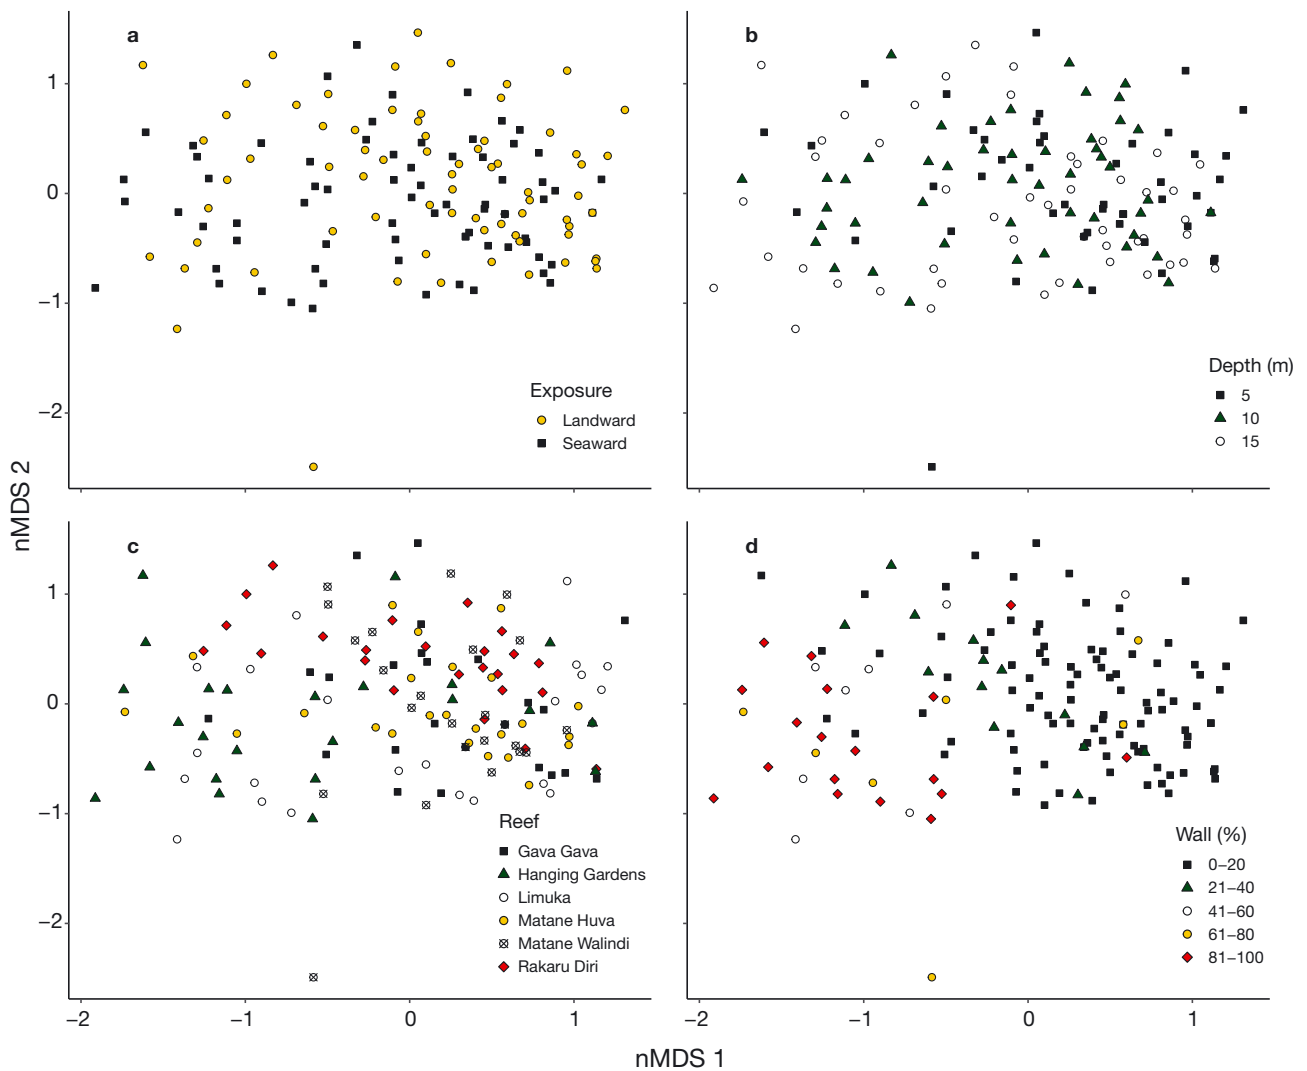 a
b
1
0
−1
−2
Exposure
Landward
Seaward
Depth (m)
5
10
15
nMDS 2
c
d
1
0
−1
−2
Reef
Gava Gava
Hanging Gardens
Limuka
Matane Huva
Matane Walindi
Rakaru Diri
Wall (%)
0–20
21–40
41–60
61–80
81–100
−2 −1 0 1 −2 −1 0 1
nMDS 1